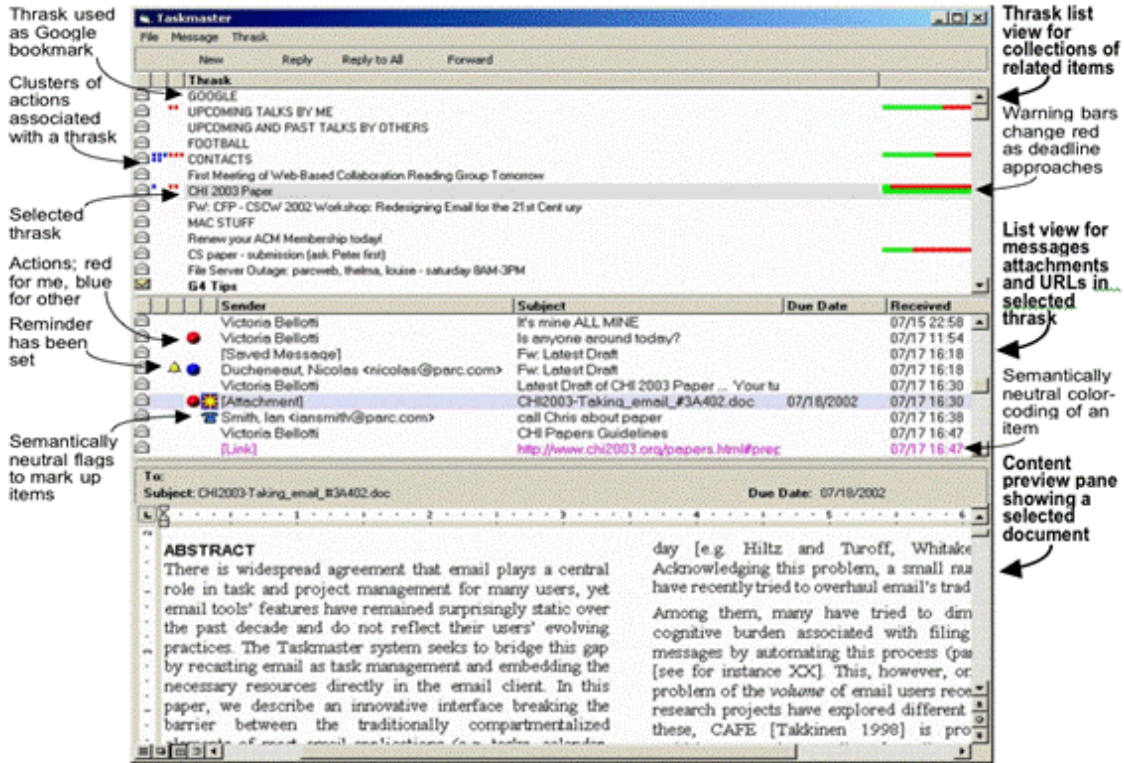 Thrask used
as Google
bookmark
Clusters of
actions
associated
with a thrask
Selected
thrask
Actions; red
for me, blue
for other
Reminder
has been
set
Semantically
neutral flags
to mark up
items
Taskmaster
File Message Thrask
New Reply Reply to All Forward
Thrask
GOOGLE
UPCOMING TALKS BY ME
UPCOMING AND PAST TALKS BY OTHERS
FOOTBALL
CONTACTS
First Meeting of Web-Based Collaboration Reading Group Tomorrow
CHI 2003 Paper
FW: CFP - CSCW 2002 Workshop: Redesigning Email for the 21st Cent ury
MAC STUFF
Renew your ACM Membership today!
CS paper - submission (ask Peter first)
File Server Outage: parcweb, thelma, louise - saturday 8AM-3PM
G4 Tips
Sender Subject Due Date Received
Victoria Bellotti It's mine ALL MINE 07/15 22:58
Victoria Bellotti Is anyone around today? 07/17 11:54
[Saved Message] Fw: Latest Draft 07/17 16:18
Ducheneaut, Nicolas <nicolas@parc.com> Fw: Latest Draft 07/17 16:18
Victoria Bellotti Latest Draft of CHI 2003 Paper ... Your tu 07/17 16:30
[Attachment] CHI2003-Taking_email_#3A402.doc 07/18/2002 07/17 16:30
Smith, Ian <iansmith@parc.com> call Chris about paper 07/17 16:38
Victoria Bellotti CHI Papers Guidelines 07/17 16:47
[Link] http://www.chi2003.org/papers.html#prep 07/17 16:47
To:
Subject: CHI2003-Taking_email_#3A402.doc Due Date: 07/18/2002
1 1 2 3 4 5 6
ABSTRACT
There is widespread agreement that email plays a central
role in task and project management for many users, yet
email tools' features have remained surprisingly static over
the past decade and do not reflect their users' evolving
practices. The Taskmaster system seeks to bridge this gap
by recasting email as task management and embedding the
necessary resources directly in the email client. In this
paper, we describe an innovative interface breaking the
barrier between the traditionally compartmentalized
day [e.g. Hiltz and Turoff, Whitake
Acknowledging this problem, a small nu
have recently tried to overhaul email's trad
Among them, many have tried to dim
cognitive burden associated with filing
messages by automating this process (pa
[see for instance XX]. This, however, on
problem of the volume of email users rece
research projects have explored different
these, CAFE [Takkinen 1998] is pro
Thrask list
view for
collections of
related items
Warning bars
change red
as deadline
approaches
List view for
messages
attachments
and URLs in
selected
thrask
Semantically
neutral color-
coding of an
item
Content
preview pane
showing a
selected
document